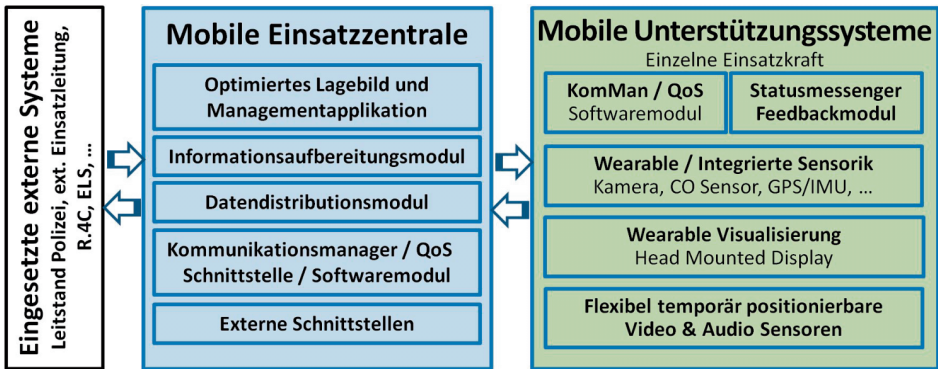 Eingesetzte externe Systeme
Leitstand Polizei, ext. Einsatzleitung,
R.4C, ELS, ...
Mobile Einsatzzentrale
Optimiertes Lagebild und
Managementapplikation
Informationsaufbereitungsmodul
Datendistributionsmodul
Kommunikationsmanager / QoS
Schnittstelle / Softwaremodul
Externe Schnittstellen
Mobile Unterstützungssysteme
Einzelne Einsatzkraft
KomMan / QoS
Softwaremodul
Statusmessenger
Feedbackmodul
Wearable / Integrierte Sensorik
Kamera, CO Sensor, GPS/IMU, ...
Wearable Visualisierung
Head Mounted Display
Flexibel temporär positionierbare
Video & Audio Sensoren